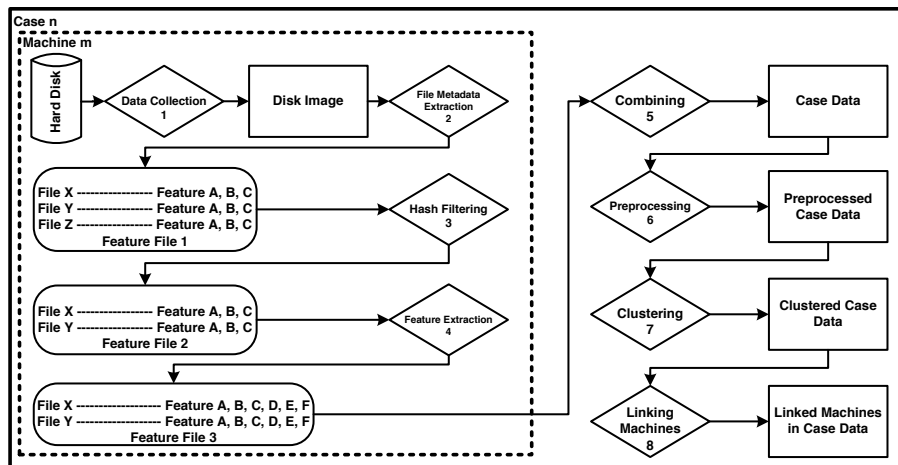 Case n
Machine m
Hard Disk
Data Collection
1
Disk Image
File Metadata
Extraction
2
File X ----------------- Feature A, B, C
File Y ----------------- Feature A, B, C
File Z ----------------- Feature A, B, C
Feature File 1
Hash Filtering
3
File X ----------------- Feature A, B, C
File Y ----------------- Feature A, B, C
Feature File 2
Feature Extraction
4
File X ------------------- Feature A, B, C, D, E, F
File Y ------------------- Feature A, B, C, D, E, F
Feature File 3
Combining
5
Case Data
Preprocessing
6
Preprocessed
Case Data
Clustering
7
Clustered Case
Data
Linking
Machines
8
Linked Machines
in Case Data